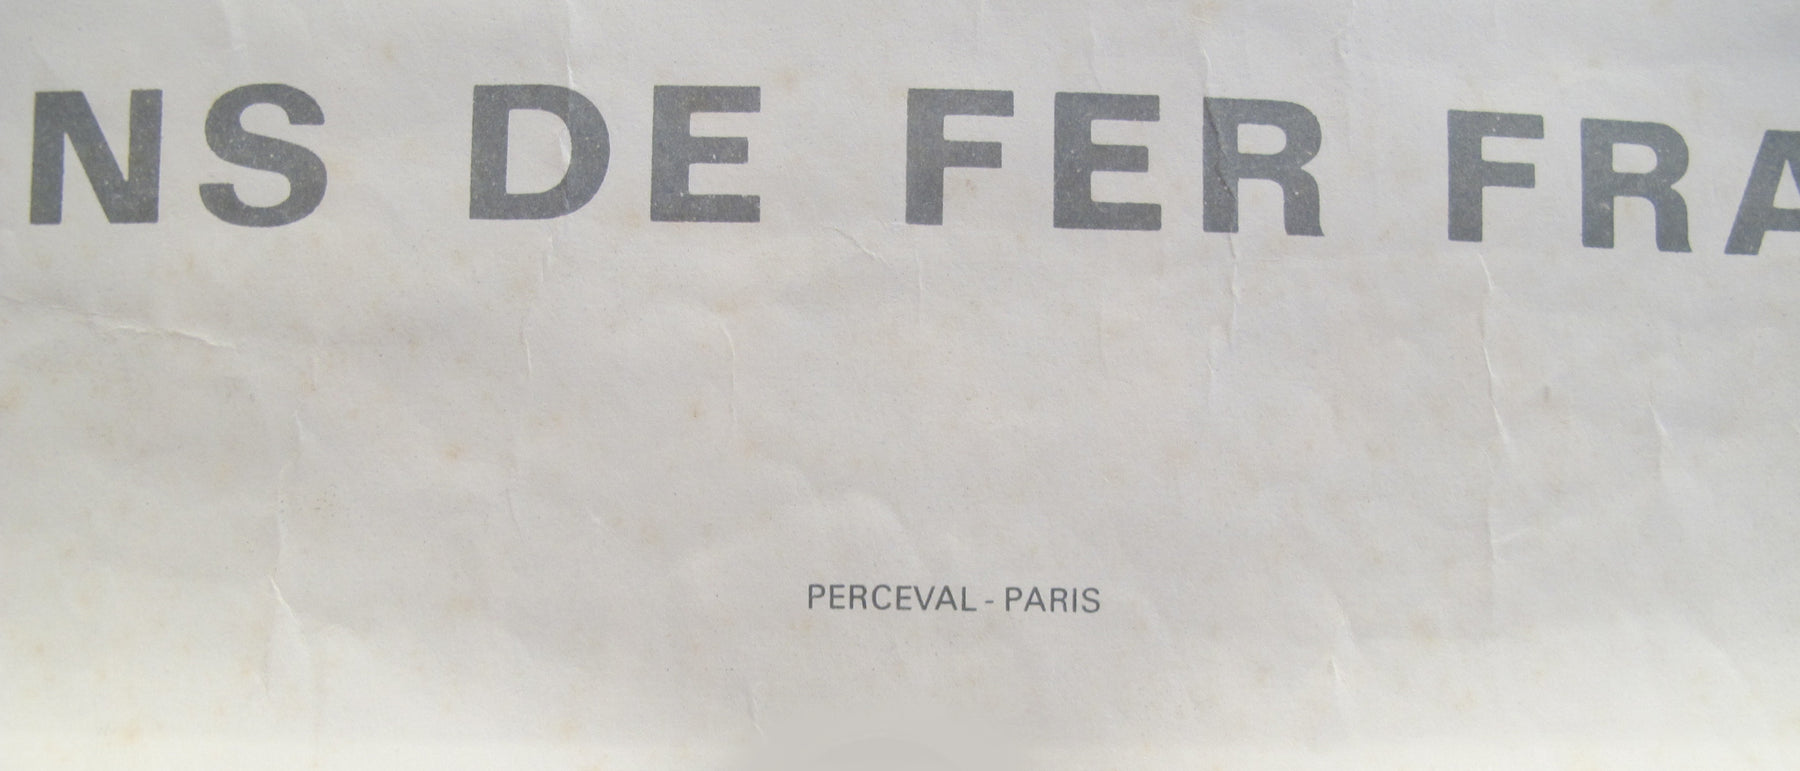 NS DE FER FRA
PERCEVAL - PARIS